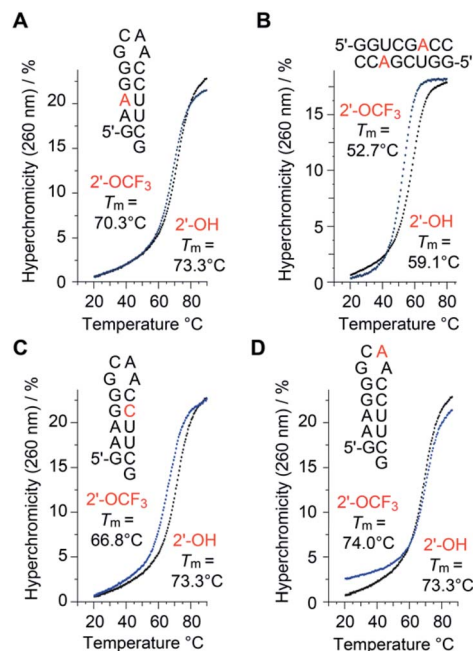 A
C A
G A
G C
G C
A U
A U
5'-G C
G
2'-OCF3
Tm =
70.3°C
2'-OH
Tm =
73.3°C
Hyperchromicity (260 nm) / %
20
15
10
5
0
20 40 60 80
Temperature °C
B
5'-GGUCGACC
CCAGCUGG-5'
2'-OCF3
Tm =
52.7°C
2'-OH
Tm =
59.1°C
Hyperchromicity (260 nm) / %
15
10
5
0
20 40 60 80
Temperature °C
C
C A
G A
G C
G C
A U
A U
5'-G C
G
2'-OCF3
Tm =
66.8°C
2'-OH
Tm =
73.3°C
Hyperchromicity (260 nm) / %
20
15
10
5
0
20 40 60 80
Temperature °C
D
C A
G A
G C
G C
A U
A U
5'-G C
G
2'-OCF3
Tm =
74.0°C
2'-OH
Tm =
73.3°C
Hyperchromicity (260 nm) / %
20
15
10
5
0
20 40 60 80
Temperature °C